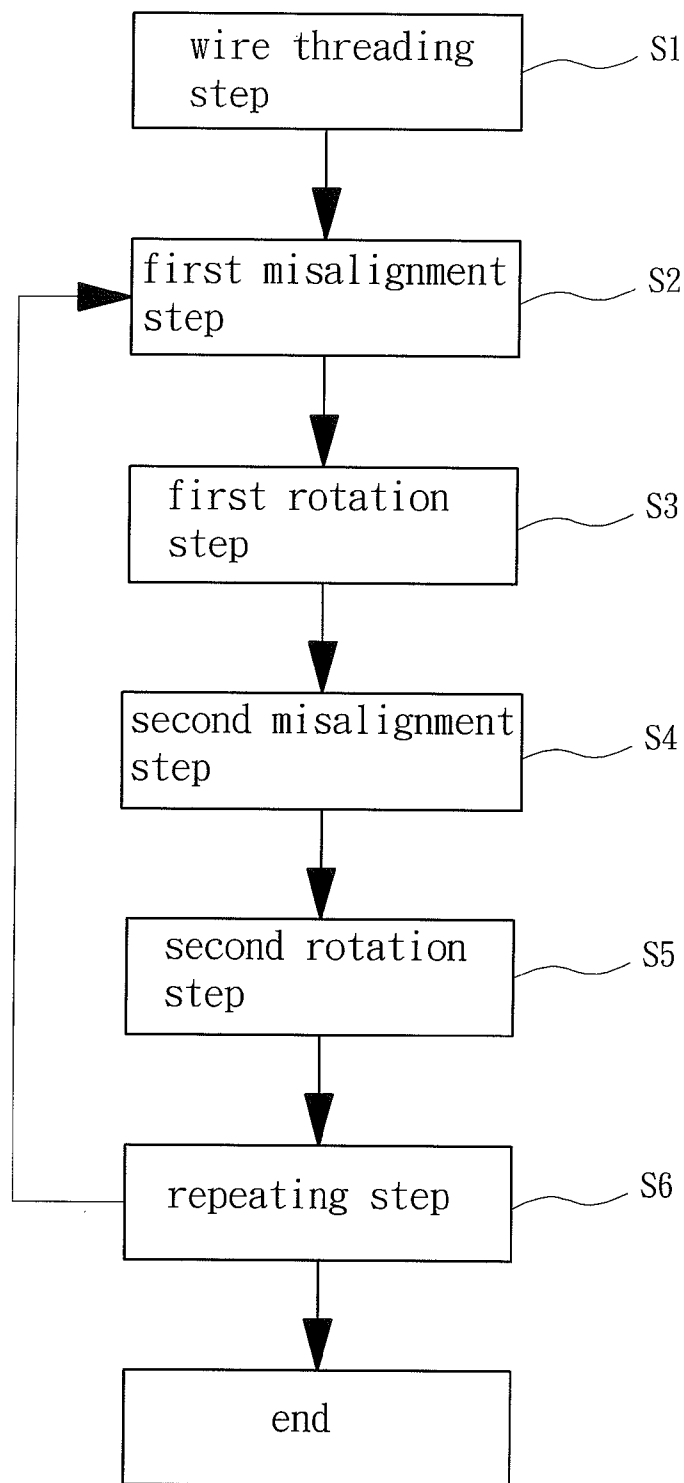 wire threading
step
S1
first misalignment
step
S2
first rotation
step
S3
second misalignment
step
S4
second rotation
step
S5
repeating step
S6
end